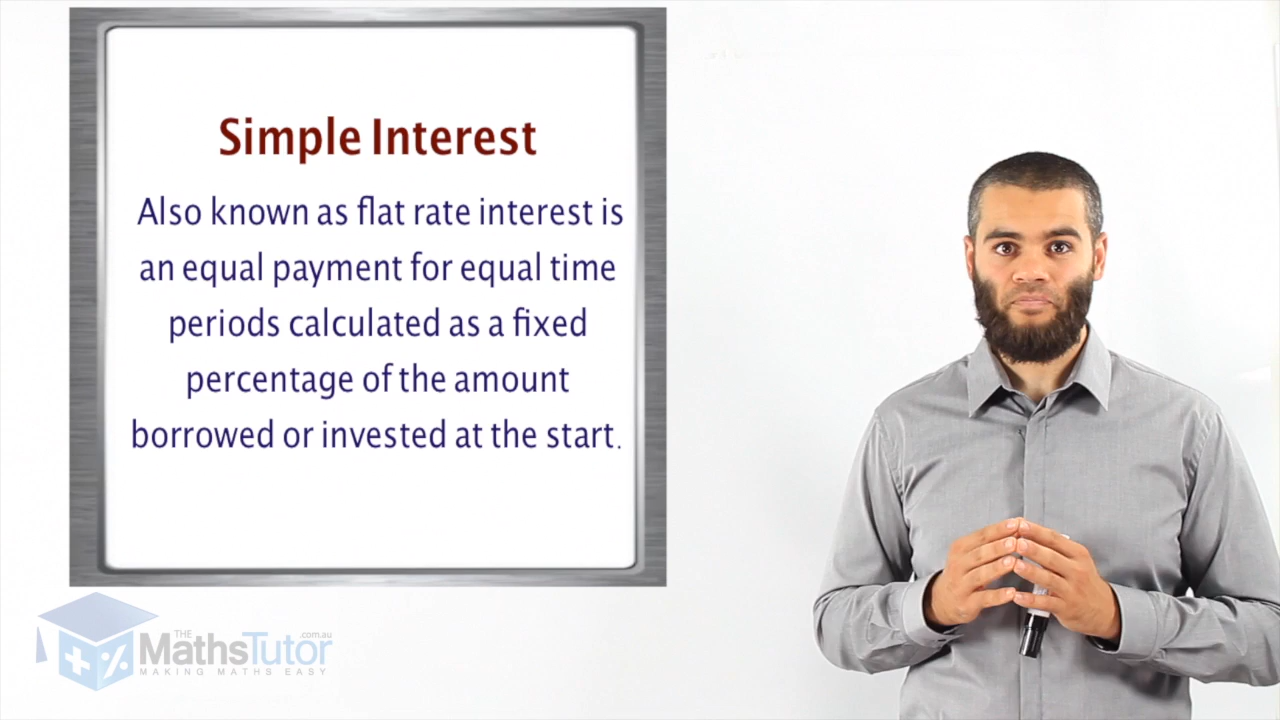 Simple Interest
Also known as flat rate interest is
an equal payment for equal time
periods calculated as a fixed
percentage of the amount
borrowed or invested at the start.
THE
MathsTutor
.com.au
MAKING MATHS EASY